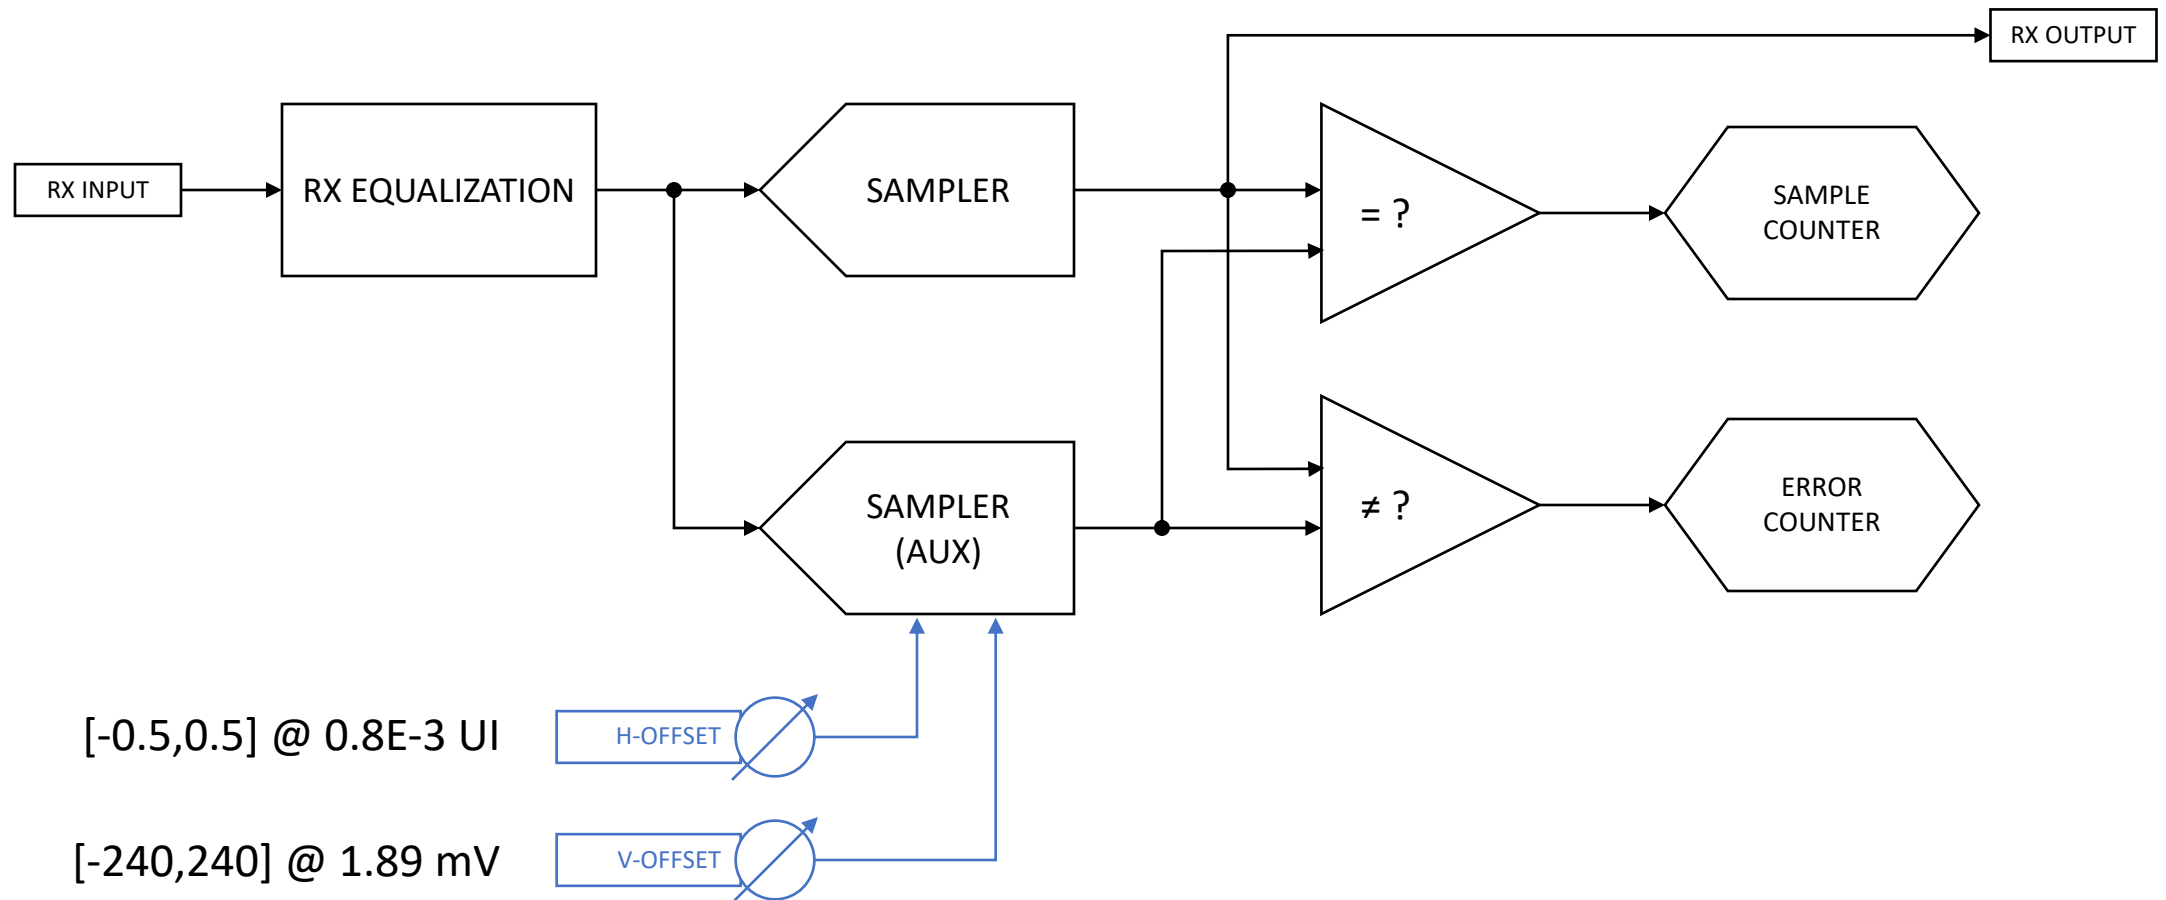 RX OUTPUT
RX INPUT
RX EQUALIZATION
SAMPLER
= ?
SAMPLE
COUNTER
SAMPLER
(AUX)
≠ ?
ERROR
COUNTER
[-0.5,0.5] @ 0.8E-3 UI
H-OFFSET
[-240,240] @ 1.89 mV
V-OFFSET